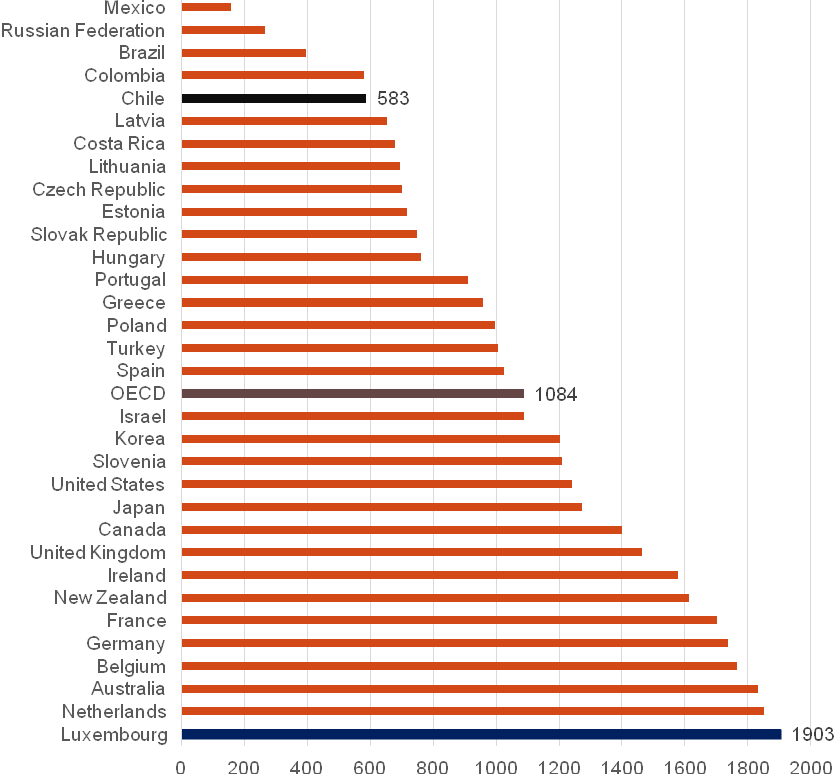 Mexico
Russian Federation
Brazil
Colombia
Chile 583
Latvia
Costa Rica
Lithuania
Czech Republic
Estonia
Slovak Republic
Hungary
Portugal
Greece
Poland
Turkey
Spain
OECD 1084
Israel
Korea
Slovenia
United States
Japan
Canada
United Kingdom
Ireland
New Zealand
France
Germany
Belgium
Australia
Netherlands
Luxembourg 1903
0 200 400 600 800 1000 1200 1400 1600 1800 2000